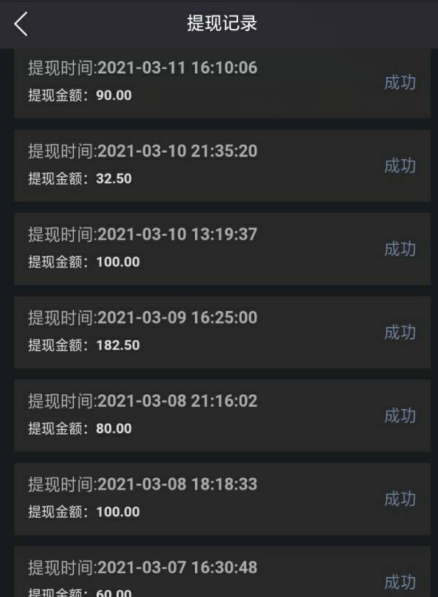 提现记录
提现时间:2021-03-11 16:10:06
成功
提现金额：90.00
提现时间:2021-03-10 21:35:20
成功
提现金额：32.50
提现时间:2021-03-10 13:19:37
成功
提现金额：100.00
提现时间:2021-03-09 16:25:00
成功
提现金额：182.50
提现时间:2021-03-08 21:16:02
成功
提现金额：80.00
提现时间:2021-03-08 18:18:33
成功
提现金额：100.00
提现时间:2021-03-07 16:30:48
成功
提现金额：60.00